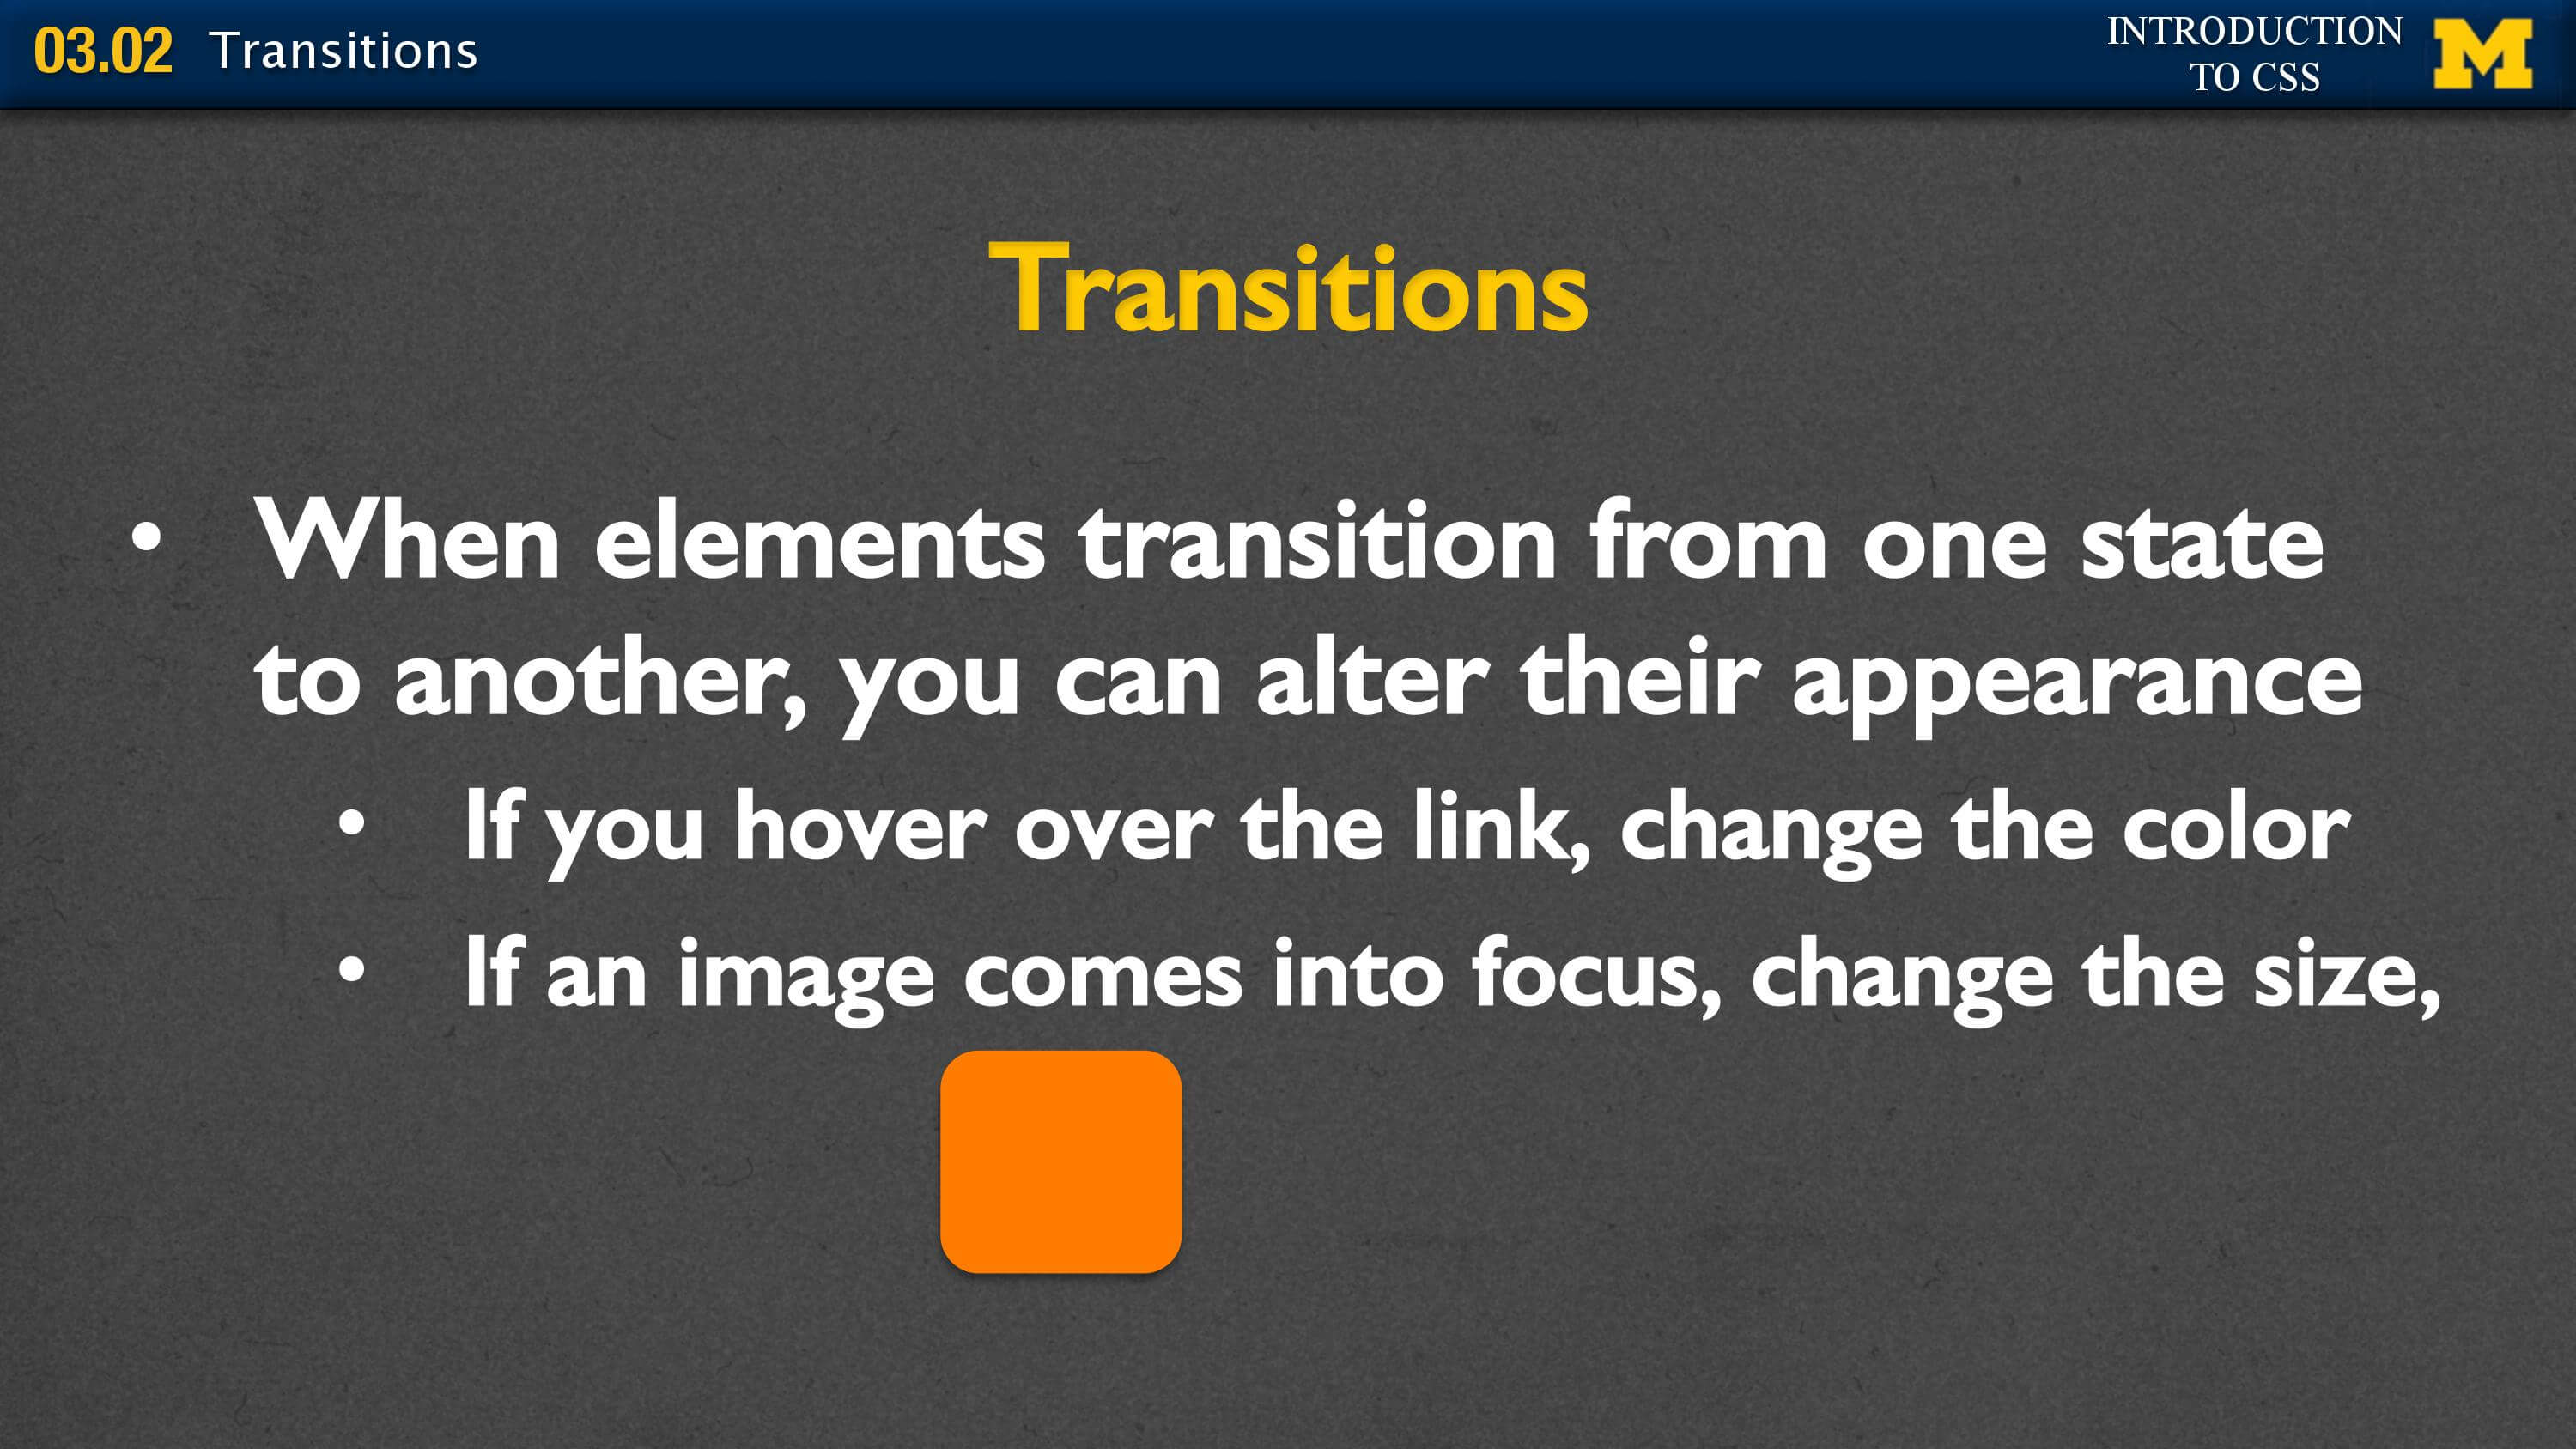 03.02 Transitions
INTRODUCTION
TO CSS
M
Transitions
• When elements transition from one state
to another, you can alter their appearance
• If you hover over the link, change the color
• If an image comes into focus, change the size,